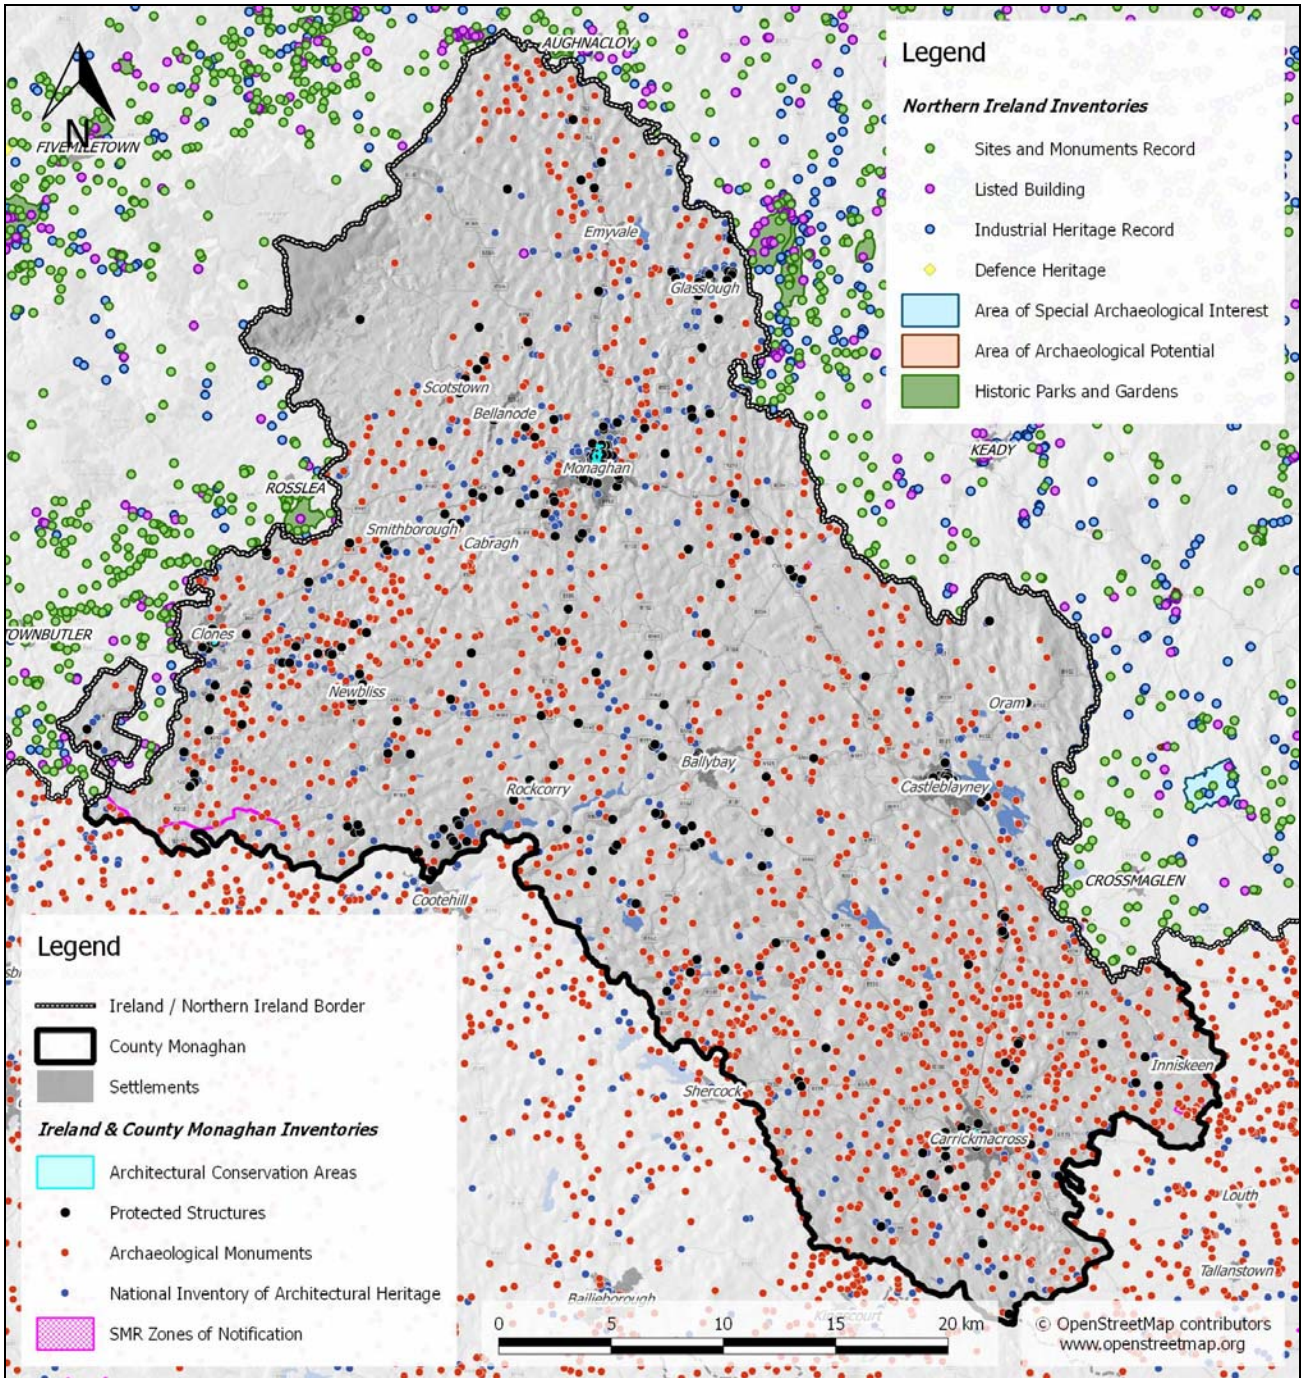 AUGHNACLOY
N
FIVEMILETOWN
Legend
Northern Ireland Inventories
Sites and Monuments Record
Listed Building
Industrial Heritage Record
Defence Heritage
Area of Special Archaeological Interest
Area of Archaeological Potential
Historic Parks and Gardens
Emyvale
Glasslough
Scotstown
Bellanode
Monaghan
KEADY
ROSSLEA
Smithborough
Cabragh
TOWNBUTLER
Clones
Newbliss
Oram
Ballybay
Rockcorry
Castleblayney
CROSSMAGLEN
Cootehill
Legend
Ireland / Northern Ireland Border
County Monaghan
Settlements
Ireland & County Monaghan Inventories
Architectural Conservation Areas
Protected Structures
Archaeological Monuments
National Inventory of Architectural Heritage
SMR Zones of Notification
Inniskeen
Shercock
Carrickmacross
Louth
Tallanstown
Bailieborough
Kingscourt
0 5 10 15 20 km
© OpenStreetMap contributors
www.openstreetmap.org